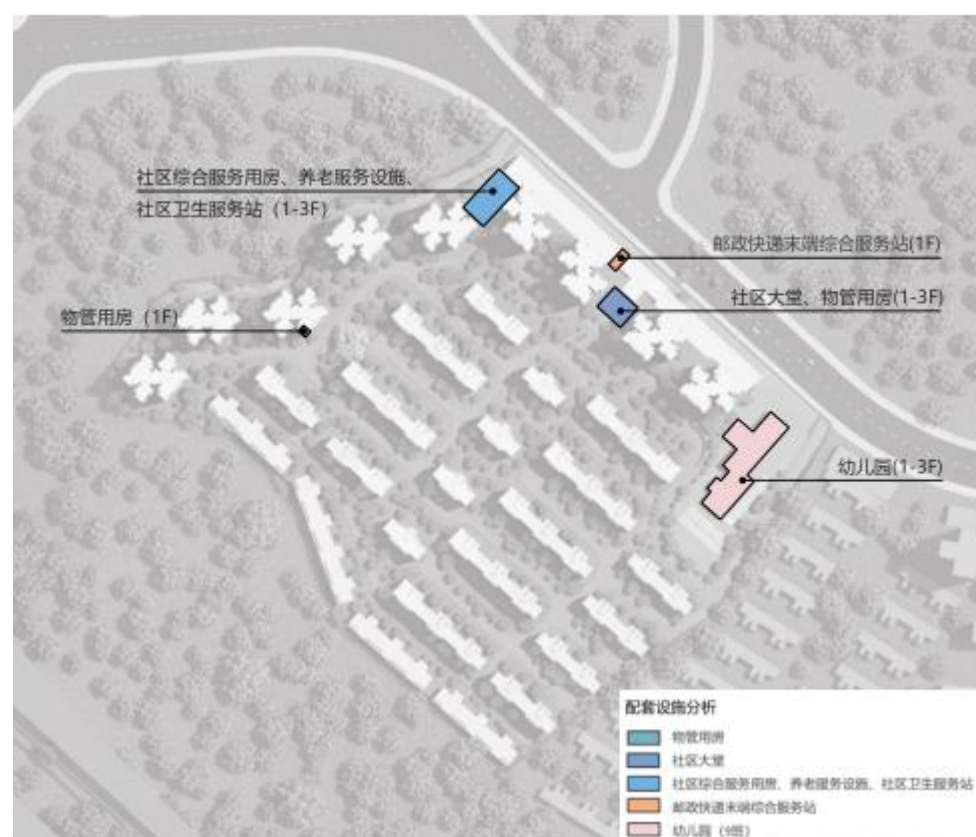 社区综合服务用房、养老服务设施、
社区卫生服务站（1-3F）
邮政快递末端综合服务站(1F)
社区大堂、物管用房(1-3F)
物管用房（1F）
幼儿园(1-3F)
配套设施分析
物管用房
社区大堂
社区综合服务用房、养老服务设施、社区卫生服务站
邮政快递末端综合服务站
幼儿园（9班）